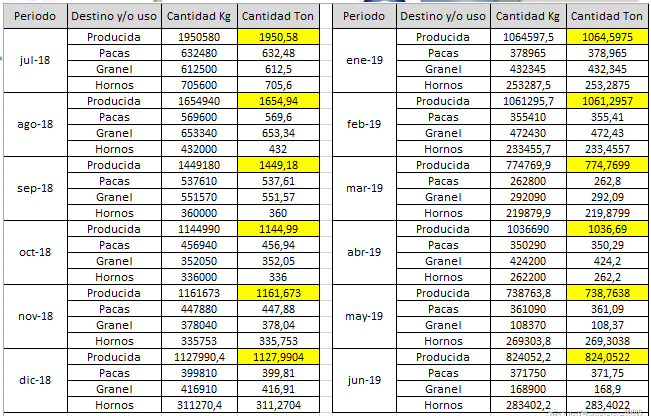 Periodo Destino y/o uso Cantidad Kg Cantidad Ton
jul-18 Producida 1950580 1950,58
Pacas 632480 632,48
Granel 612500 612,5
Hornos 705600 705,6
ago-18 Producida 1654940 1654,94
Pacas 569600 569,6
Granel 653340 653,34
Hornos 432000 432
sep-18 Producida 1449180 1449,18
Pacas 537610 537,61
Granel 551570 551,57
Hornos 360000 360
oct-18 Producida 1144990 1144,99
Pacas 456940 456,94
Granel 352050 352,05
Hornos 336000 336
nov-18 Producida 1161673 1161,673
Pacas 447880 447,88
Granel 378040 378,04
Hornos 335753 335,753
dic-18 Producida 1127990,4 1127,9904
Pacas 399810 399,81
Granel 416910 416,91
Hornos 311270,4 311,2704
Periodo Destino y/o uso Cantidad Kg Cantidad Ton
ene-19 Producida 1064597,5 1064,5975
Pacas 378965 378,965
Granel 432345 432,345
Hornos 253287,5 253,2875
feb-19 Producida 1061295,7 1061,2957
Pacas 355410 355,41
Granel 472430 472,43
Hornos 233455,7 233,4557
mar-19 Producida 774769,9 774,7699
Pacas 262800 262,8
Granel 292090 292,09
Hornos 219879,9 219,8799
abr-19 Producida 1036690 1036,69
Pacas 350290 350,29
Granel 424200 424,2
Hornos 262200 262,2
may-19 Producida 738763,8 738,7638
Pacas 361090 361,09
Granel 108370 108,37
Hornos 269303,8 269,3038
jun-19 Producida 824052,2 824,0522
Pacas 371750 371,75
Granel 168900 168,9
Hornos 283402,2 283,4022